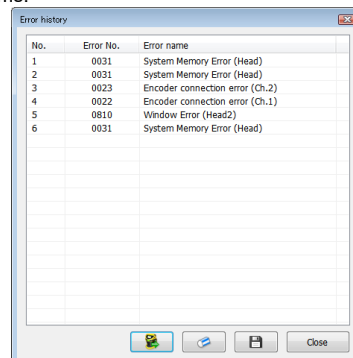 Error history
No. Error No. Error name
1 0031 System Memory Error (Head)
2 0031 System Memory Error (Head)
3 0023 Encoder connection error (Ch.2)
4 0022 Encoder connection error (Ch.1)
5 0810 Window Error (Head2)
6 0031 System Memory Error (Head)
Close